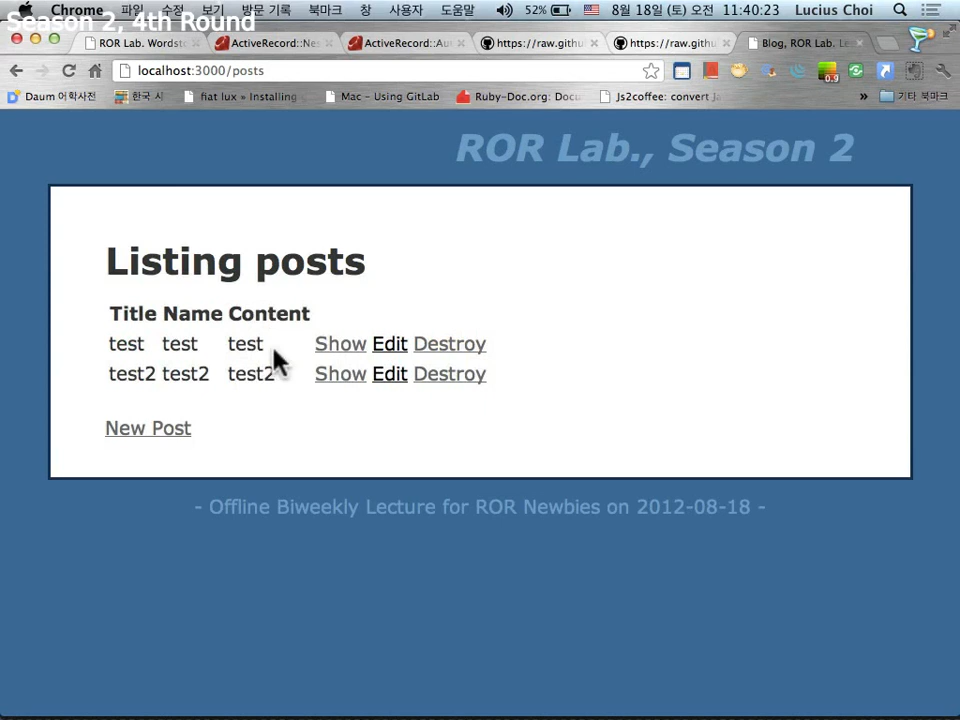 Chrome 파일 수정 보기 방문 기록 북마크 창 사용자 도움말 52% 8월 18일 (토) 오전 11:40:23 Lucius Choi
Season 2, 4th Round
ROR Lab. Wordst ActiveRecord::Nes ActiveRecord::Aut https://raw.githu https://raw.githu Blog, ROR Lab. Le
localhost:3000/posts
0.9
Daum 어학사전 한국 시 fiat lux » Installing Mac - Using GitLab Ruby-Doc.org: Docu Js2coffee: convert Ja » 기타 북마크
ROR Lab., Season 2
Listing posts
Title Name Content
test test test Show Edit Destroy
test2 test2 test2 Show Edit Destroy
New Post
- Offline Biweekly Lecture for ROR Newbies on 2012-08-18 -